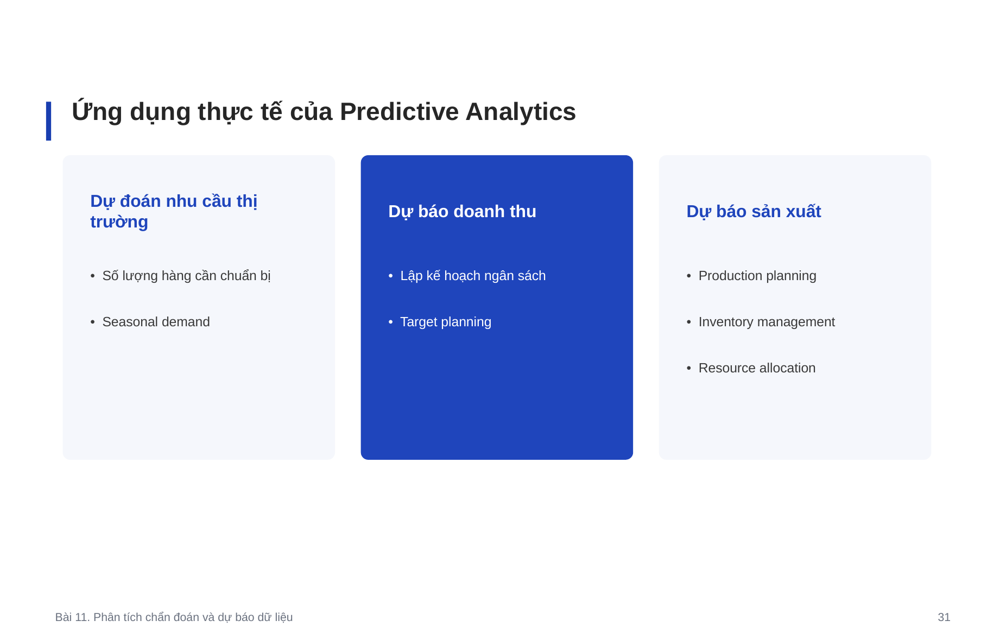 Ứng dụng thực tế của Predictive Analytics
Dự đoán nhu cầu thị
trường
• Số lượng hàng cần chuẩn bị
• Seasonal demand
Dự báo doanh thu
• Lập kế hoạch ngân sách
• Target planning
Dự báo sản xuất
• Production planning
• Inventory management
• Resource allocation
Bài 11. Phân tích chẩn đoán và dự báo dữ liệu
31